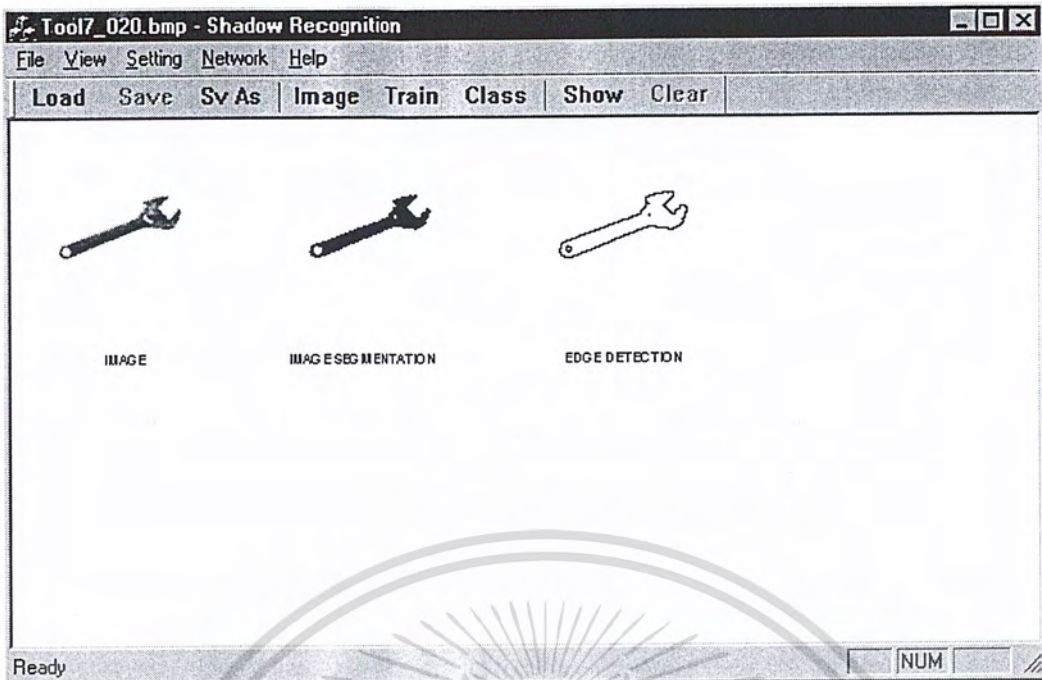 Tool7_020.bmp - Shadow Recognition
File View Setting Network Help
Load Save Sv As Image Train Class Show Clear
IMAGE IMAGE SEGMENTATION EDGE DETECTION
Ready NUM